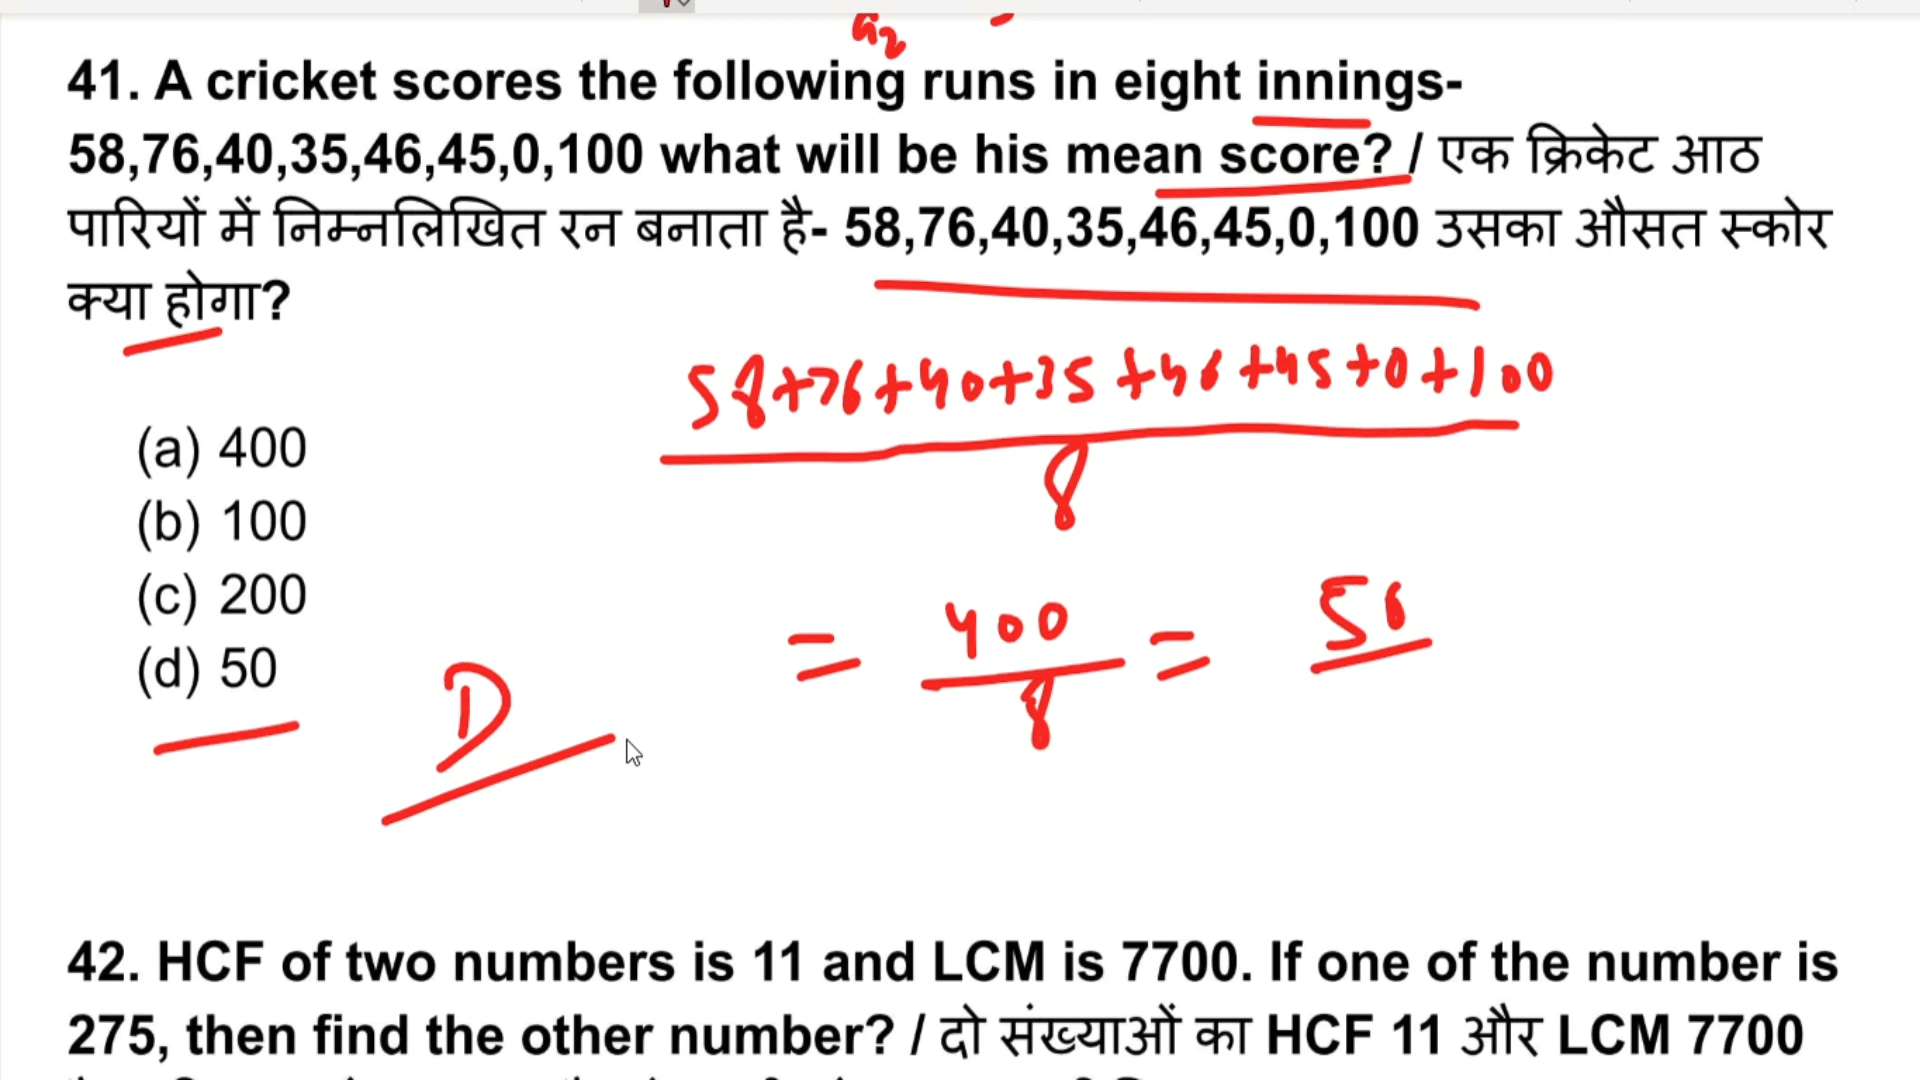 a2
41. A cricket scores the following runs in eight innings-
58,76,40,35,46,45,0,100 what will be his mean score? / एक क्रिकेट आठ
पारियों में निम्नलिखित रन बनाता है- 58,76,40,35,46,45,0,100 उसका औसत स्कोर
क्या होगा?
58+76+40+35+46+45+0+100
8
(a) 400
(b) 100
(c) 200
(d) 50
= 400/8 = 50
D
42. HCF of two numbers is 11 and LCM is 7700. If one of the number is
275, then find the other number? / दो संख्याओं का HCF 11 और LCM 7700